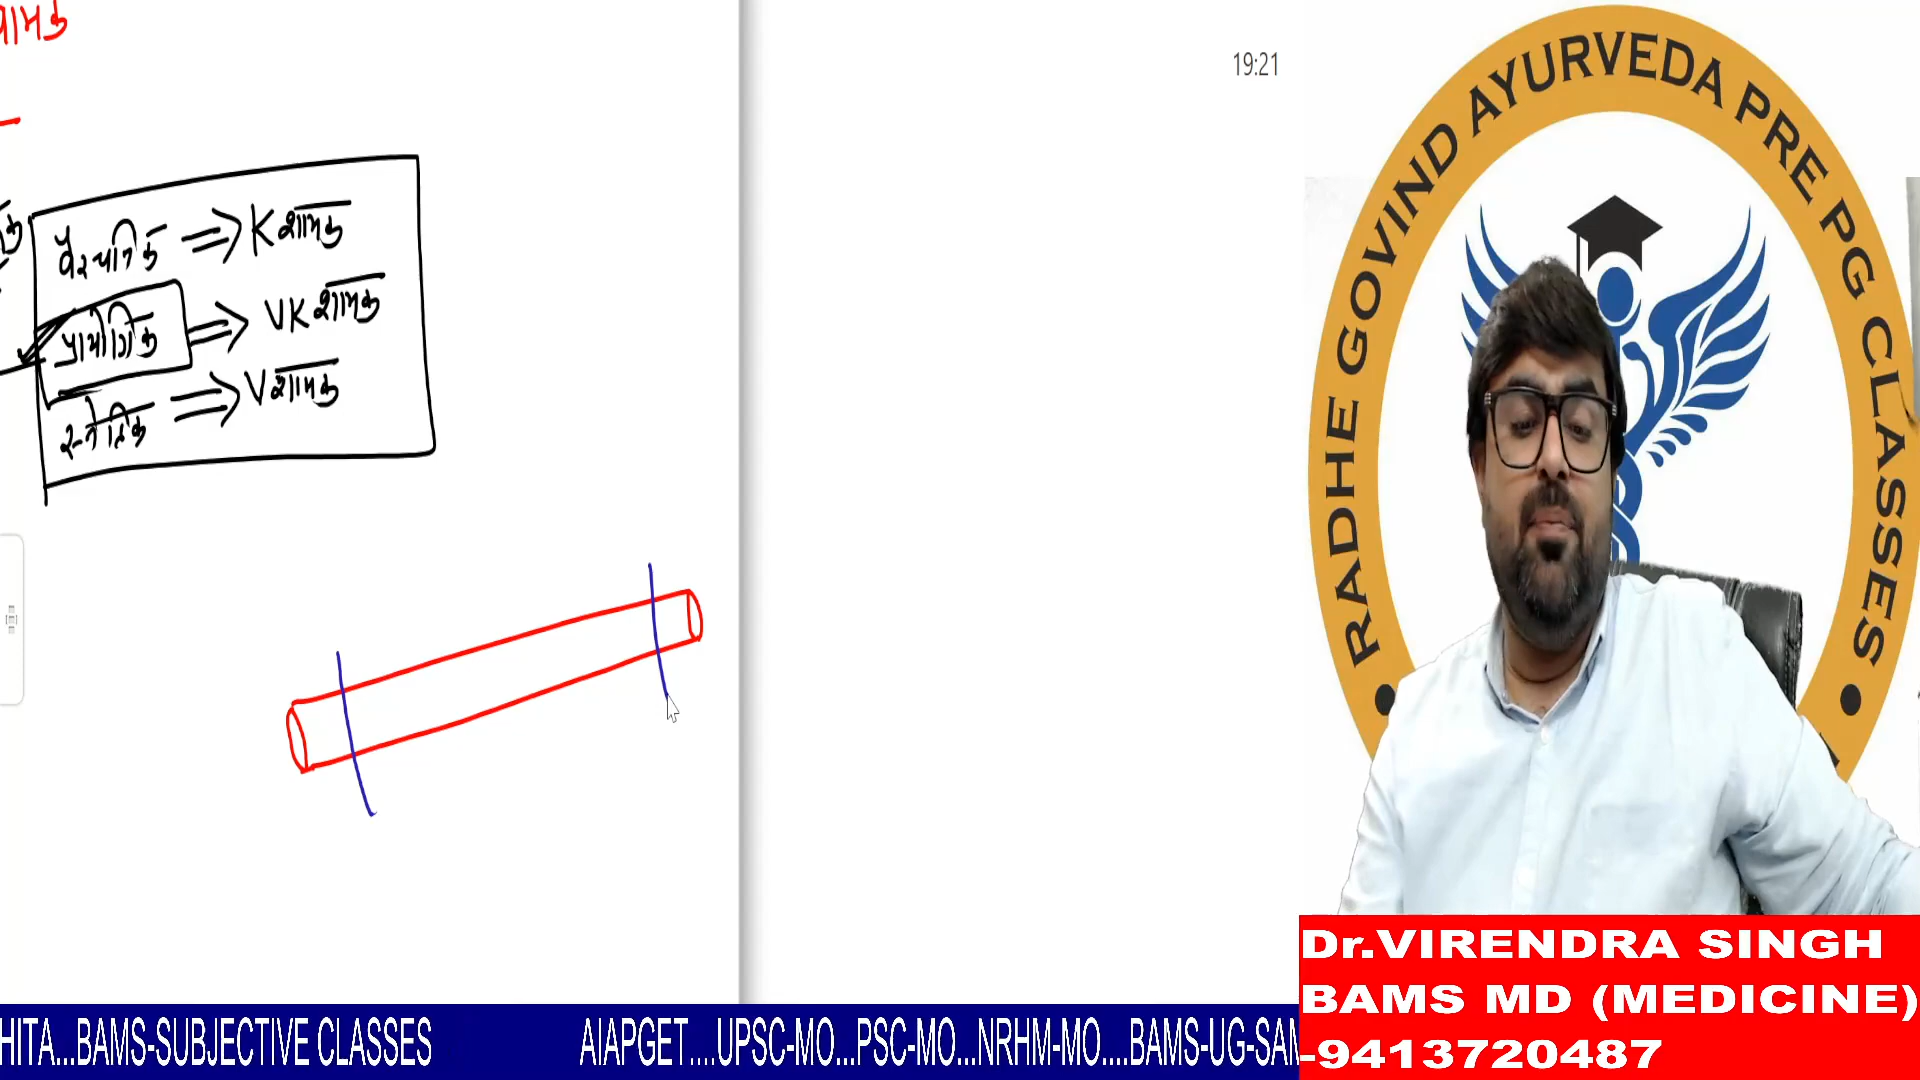 19:21
RADHE GOVIND AYURVEDA PRE PG CLASSES
वैरेचनिक ⇒ K शामक
प्रायोगिक ⇒ VK शामक
स्नैहिक ⇒ V शामक
Dr.VIRENDRA SINGH
BAMS MD (MEDICINE)
-9413720487
HITA...BAMS-SUBJECTIVE CLASSES AIAPGET....UPSC-MO...PSC-MO...NRHM-MO....BAMS-UG-SAM